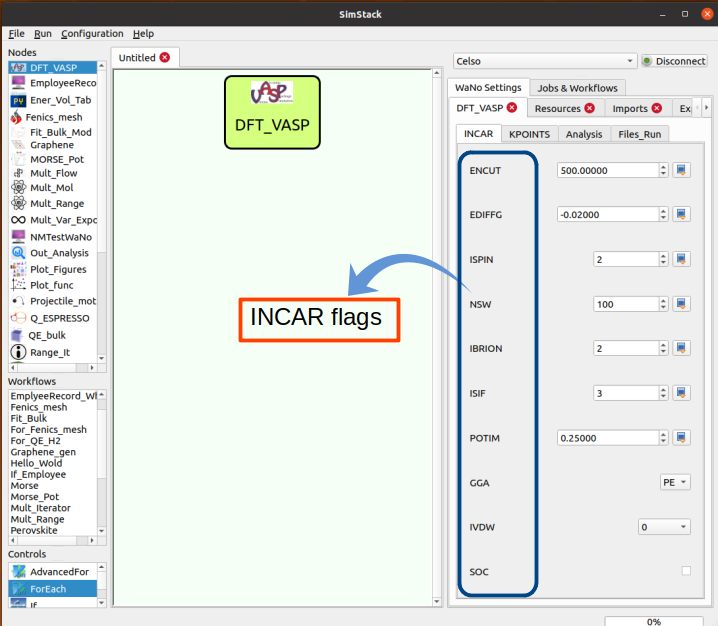 SimStack
File Run Configuration Help
Nodes
DFT_VASP
EmployeeReco
Ener_Vol_Tab
Fenics_mesh
Fit_Bulk_Mod
Graphene
MORSE_Pot
Mult_Flow
Mult_Mol
Mult_Range
Mult_Var_Expo
NMTestWaNo
Out_Analysis
Plot_Figures
Plot_func
Projectile_mot
Q_ESPRESSO
QE_bulk
Range_It
Workflows
EmplyeeRecord_Wl
Fenics_mesh
Fit_Bulk
For_Fenics_mesh
For_QE_H2
Graphene_gen
Hello_Wold
If_Employee
Morse
Morse_Pot
Mult_Iterator
Mult_Range
Perovskite
Controls
AdvancedFor
ForEach
If
Untitled
VASP
DFT_VASP
INCAR flags
Celso
Disconnect
WaNo Settings Jobs & Workflows
DFT_VASP Resources Imports Ex
INCAR KPOINTS Analysis Files_Run
ENCUT 500.00000
EDIFFG -0.02000
ISPIN 2
NSW 100
IBRION 2
ISIF 3
POTIM 0.25000
GGA PE
IVDW 0
SOC
0%